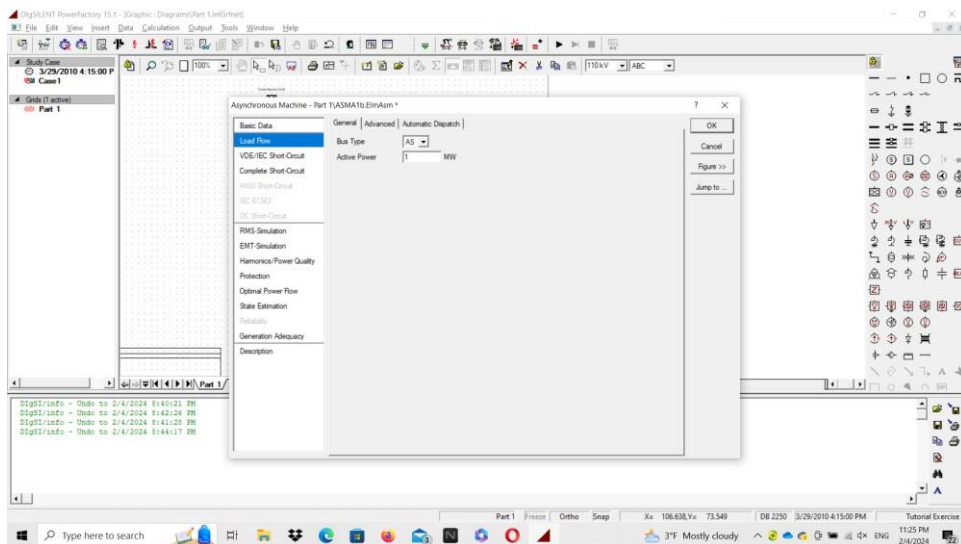 DIgSILENT PowerFactory 15.1 - [Graphic : Diagrams\Part 1.IntGrfnet]
File Edit View Insert Data Calculation Output Tools Window Help
Study Case
3/29/2010 4:15:00 P
Case1
Grids (1 active)
Part 1
100%
110 kV
ABC
Asynchronous Machine - Part 1\ASMA1b.ElmAsm *
? X
Basic Data
Load Flow
VDE/IEC Short-Circuit
Complete Short-Circuit
ANSI Short-Circuit
IEC 61363
DC Short-Circuit
RMS-Simulation
EMT-Simulation
Harmonics/Power Quality
Protection
Optimal Power Flow
State Estimation
Reliability
Generation Adequacy
Description
General Advanced Automatic Dispatch
Bus Type AS
Active Power 1 MW
OK
Cancel
Figure >>
Jump to ...
Part 1
DIgSI/info - Undo to 2/4/2024 8:40:21 PM
DIgSI/info - Undo to 2/4/2024 8:42:26 PM
DIgSI/info - Undo to 2/4/2024 8:41:28 PM
DIgSI/info - Undo to 2/4/2024 8:44:17 PM
Part 1 Freeze Ortho Snap X= 106.638,Y= 73.549 DB 2250 3/29/2010 4:15:00 PM Tutorial Exercise
Type here to search
3°F Mostly cloudy
ENG
11:25 PM
2/4/2024
22